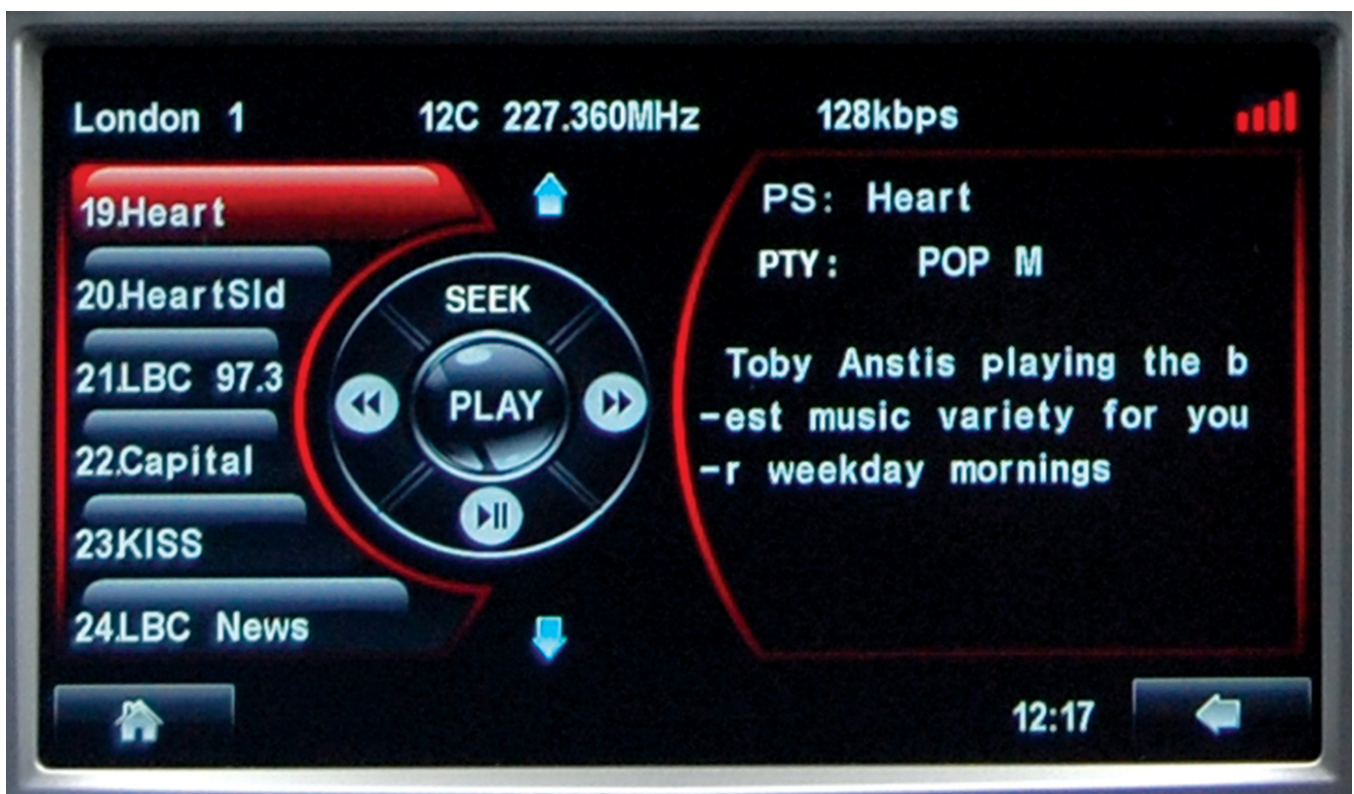 London 1 12C 227.360MHz 128kbps
19.Heart
20.HeartSld
21.LBC 97.3
22.Capital
23.KISS
24.LBC News
SEEK
PLAY
PS: Heart
PTY: POP M
Toby Anstis playing the b
-est music variety for you
-r weekday mornings
12:17